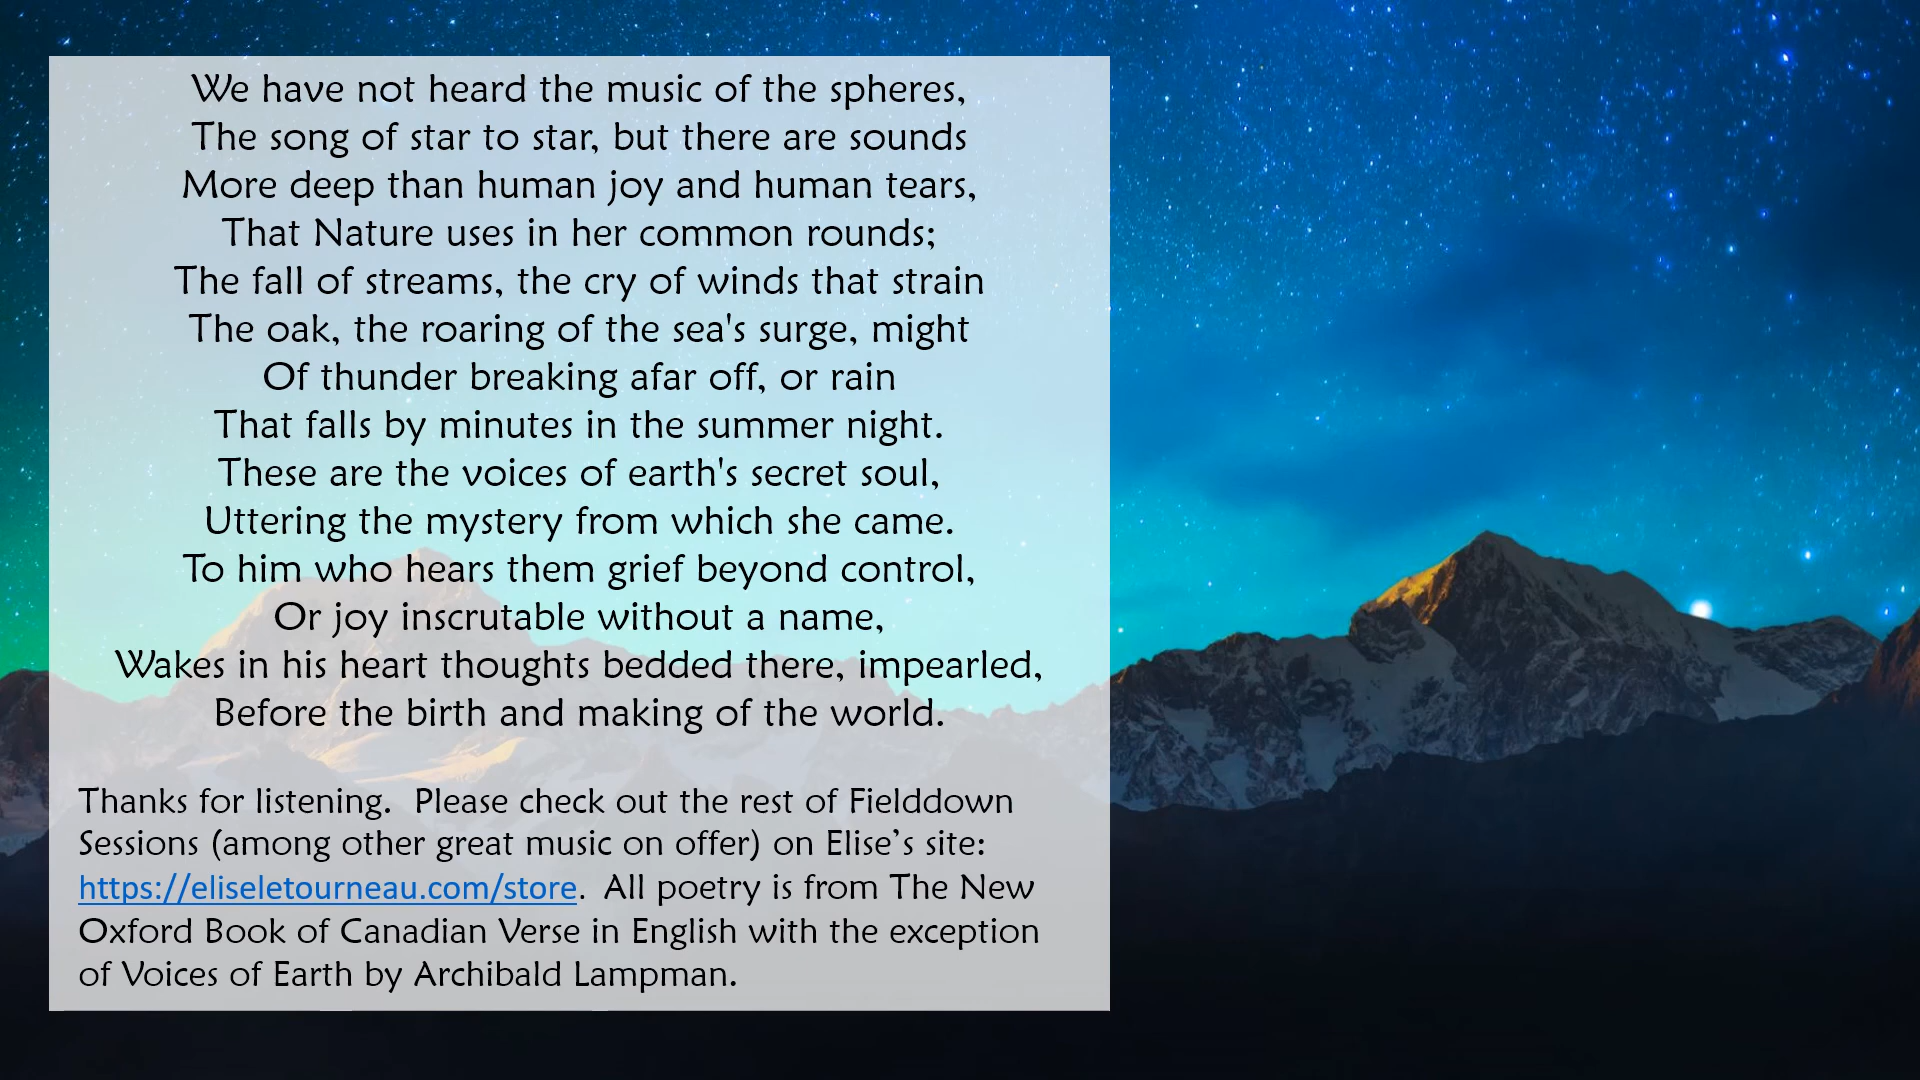 We have not heard the music of the spheres,
The song of star to star, but there are sounds
More deep than human joy and human tears,
That Nature uses in her common rounds;
The fall of streams, the cry of winds that strain
The oak, the roaring of the sea's surge, might
Of thunder breaking afar off, or rain
That falls by minutes in the summer night.
These are the voices of earth's secret soul,
Uttering the mystery from which she came.
To him who hears them grief beyond control,
Or joy inscrutable without a name,
Wakes in his heart thoughts bedded there, impearled,
Before the birth and making of the world.
Thanks for listening.  Please check out the rest of Fielddown
Sessions (among other great music on offer) on Elise’s site:
https://eliseletourneau.com/store.  All poetry is from The New
Oxford Book of Canadian Verse in English with the exception
of Voices of Earth by Archibald Lampman.